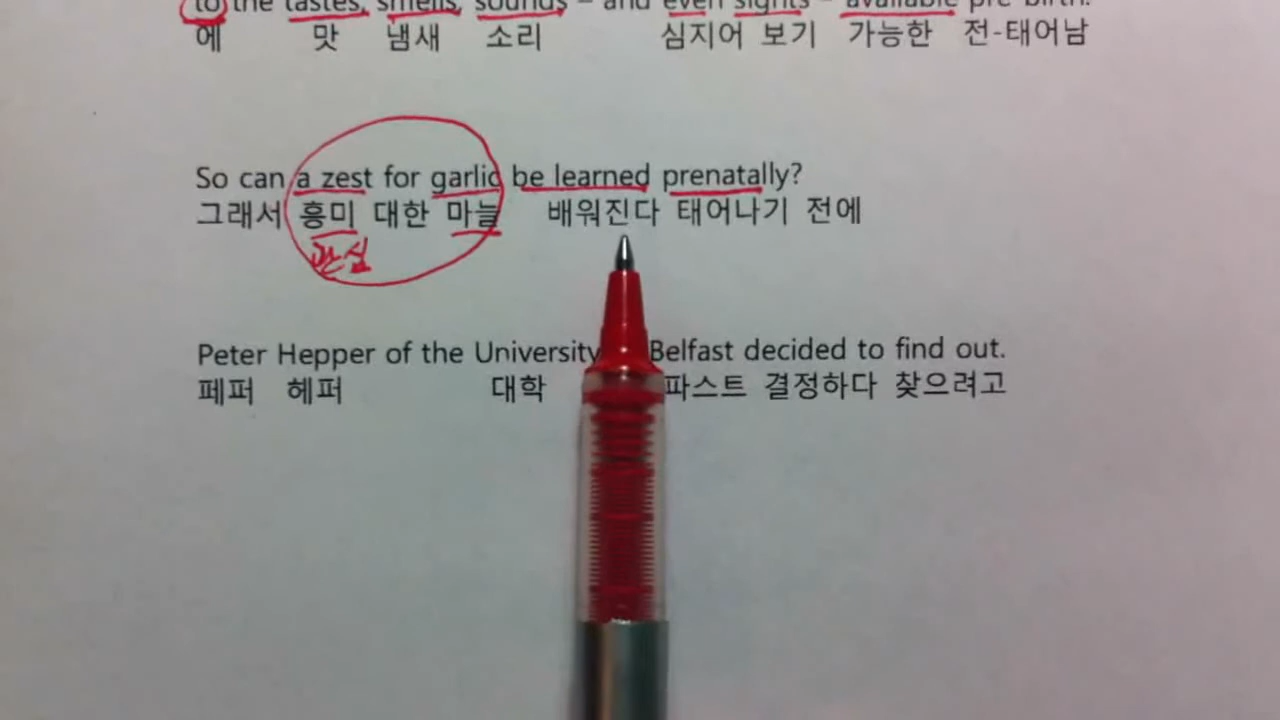 to the tastes, smells, sounds – and even sights – available pre-birth.
에 맛 냄새 소리 심지어 보기 가능한 전-태어남
So can a zest for garlic be learned prenatally?
그래서 흥미 대한 마늘 배워진다 태어나기 전에
관심
Peter Hepper of the University Belfast decided to find out.
페퍼 헤퍼 대학 파스트 결정하다 찾으려고